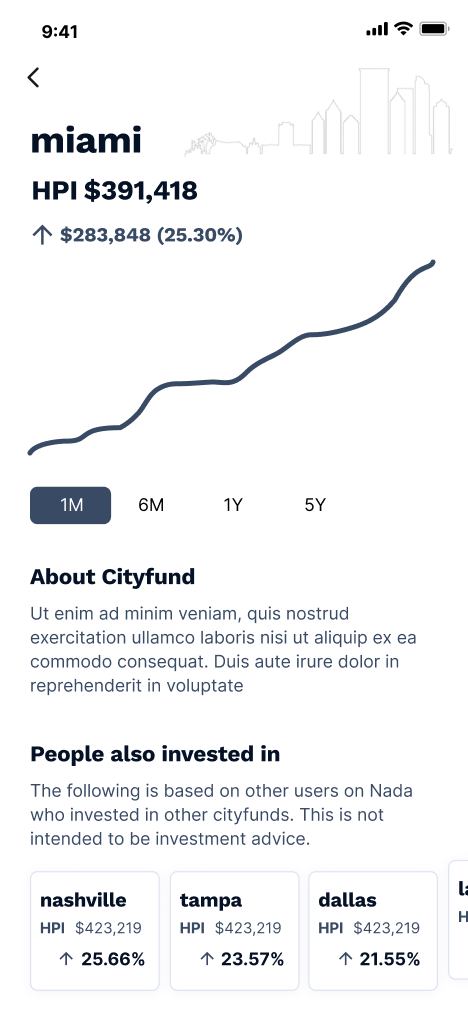 9:41
miami
HPI $391,418
↑ $283,848 (25.30%)
1M 6M 1Y 5Y
About Cityfund
Ut enim ad minim veniam, quis nostrud
exercitation ullamco laboris nisi ut aliquip ex ea
commodo consequat. Duis aute irure dolor in
reprehenderit in voluptate
People also invested in
The following is based on other users on Nada
who invested in other cityfunds. This is not
intended to be investment advice.
nashville
HPI $423,219
↑ 25.66%
tampa
HPI $423,219
↑ 23.57%
dallas
HPI $423,219
↑ 21.55%